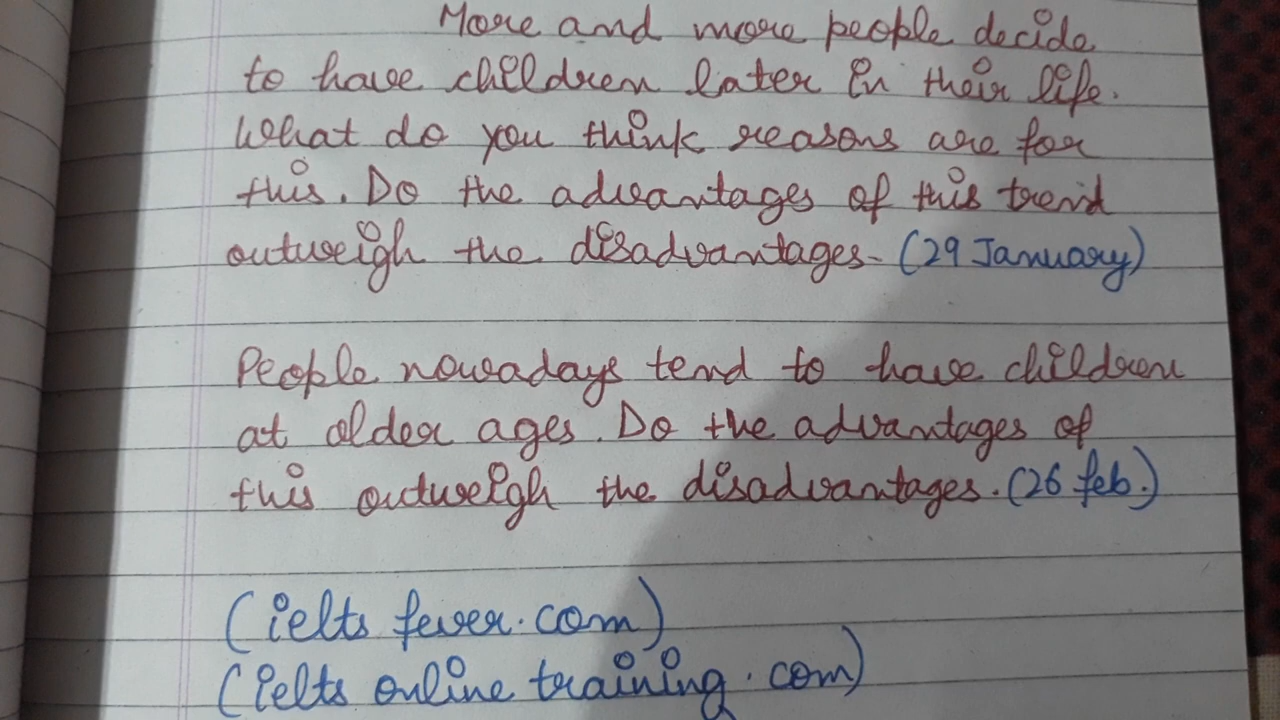 More and more people decide
to have children later in their life.
What do you think reasons are for
this. Do the advantages of this trend
outweigh the disadvantages- (29 January)
People nowadays tend to have children
at older ages. Do the advantages of
this outweigh the disadvantages. (26 feb.)
(ielts fever.com)
(ielts online training.com)